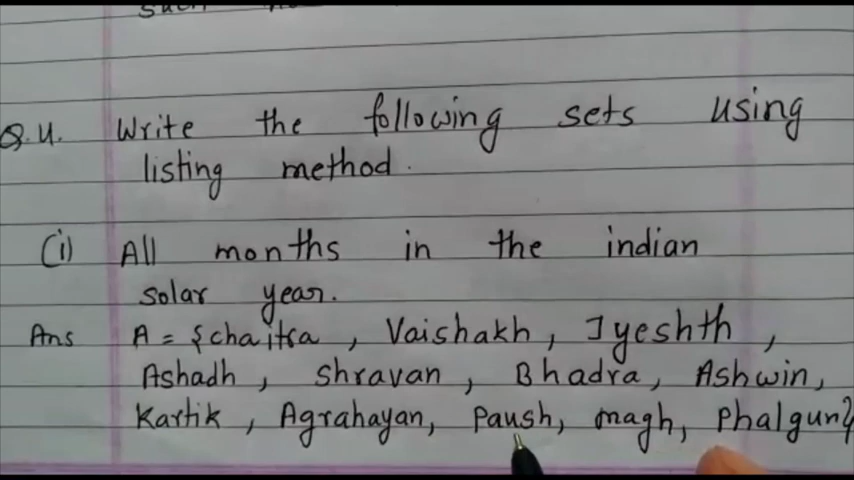 Q.4. Write the following sets using
listing method.
(i) All months in the indian
solar year.
Ans A = {chaitra, Vaishakh, Jyeshth,
Ashadh, Shravan, Bhadra, Ashwin,
Kartik, Agrahayan, Paush, magh, Phalgun}